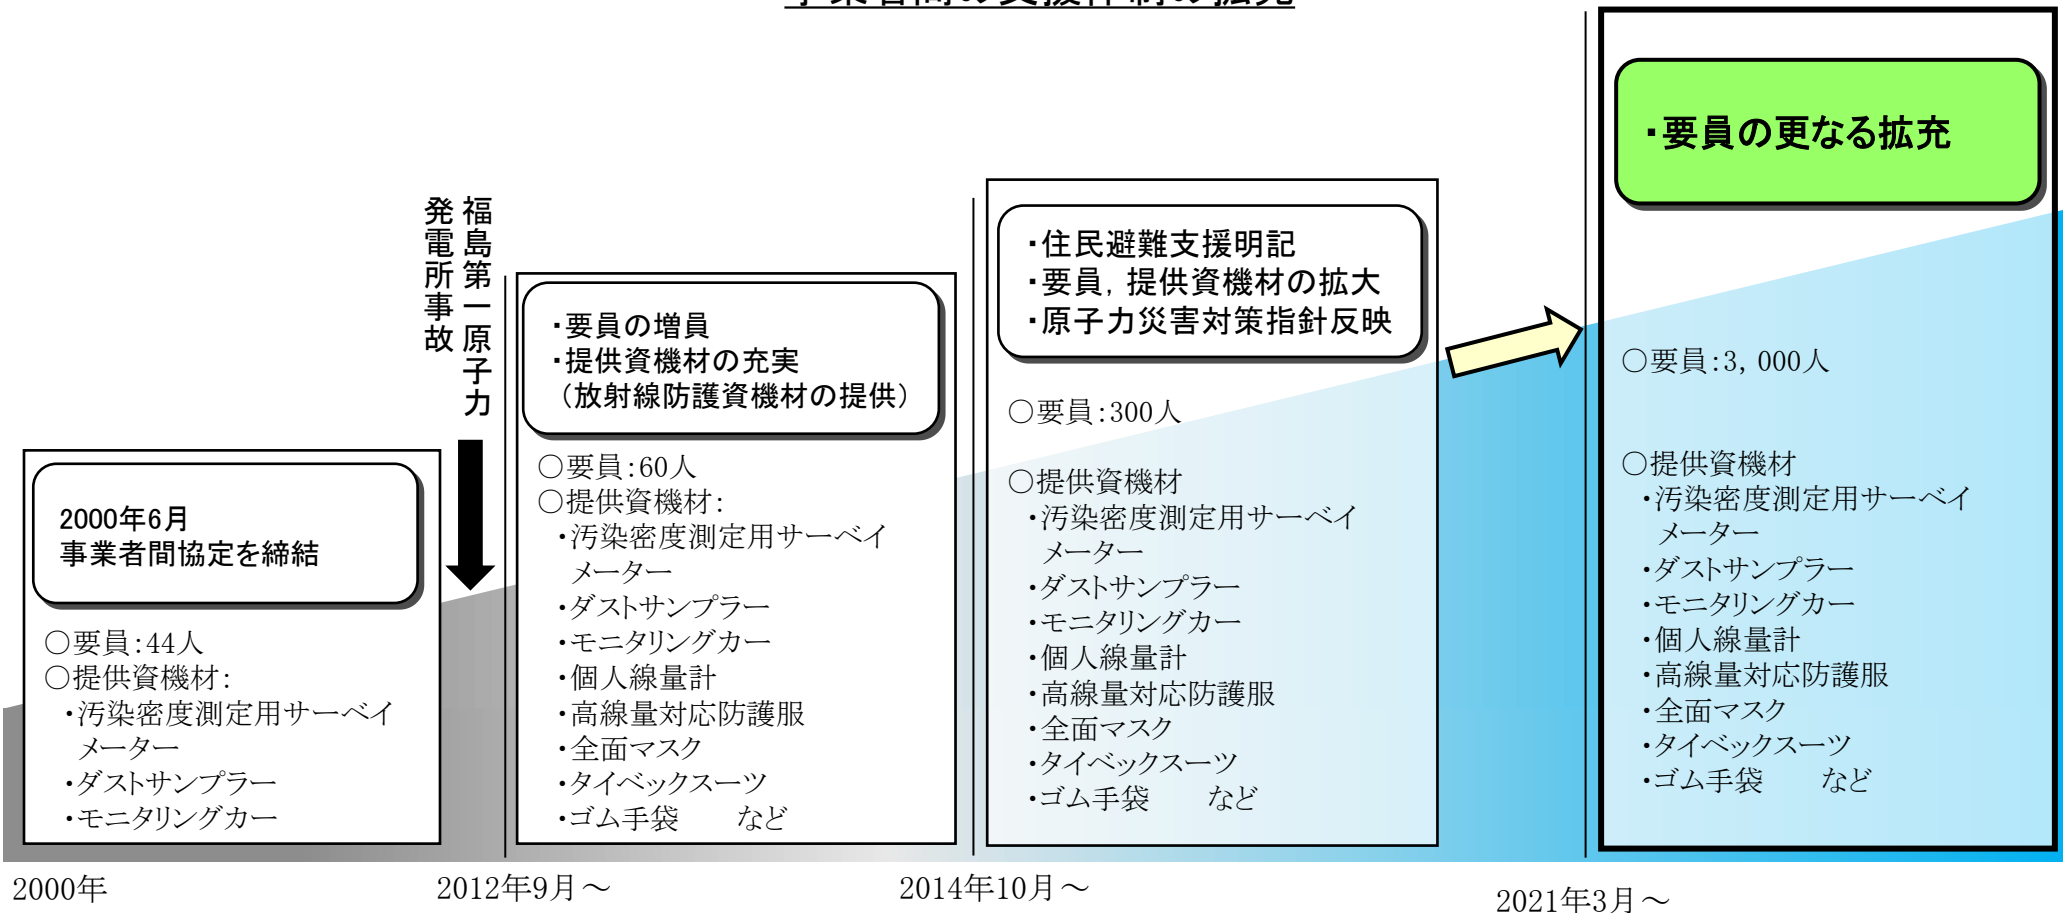 事業者間の支援体制の拡充
福島第一原子力
発電所事故
2000年6月
事業者間協定を締結
○要員:44人
○提供資機材:
・汚染密度測定用サーベイ
メーター
・ダストサンプラー
・モニタリングカー
・要員の増員
・提供資機材の充実
(放射線防護資機材の提供)
○要員:60人
○提供資機材:
・汚染密度測定用サーベイ
メーター
・ダストサンプラー
・モニタリングカー
・個人線量計
・高線量対応防護服
・全面マスク
・タイベックスーツ
・ゴム手袋　　など
・住民避難支援明記
・要員,提供資機材の拡大
・原子力災害対策指針反映
○要員:300人
○提供資機材
・汚染密度測定用サーベイ
メーター
・ダストサンプラー
・モニタリングカー
・個人線量計
・高線量対応防護服
・全面マスク
・タイベックスーツ
・ゴム手袋　　など
・要員の更なる拡充
○要員:3,000人
○提供資機材
・汚染密度測定用サーベイ
メーター
・ダストサンプラー
・モニタリングカー
・個人線量計
・高線量対応防護服
・全面マスク
・タイベックスーツ
・ゴム手袋　　など
2000年
2012年9月～
2014年10月～
2021年3月～